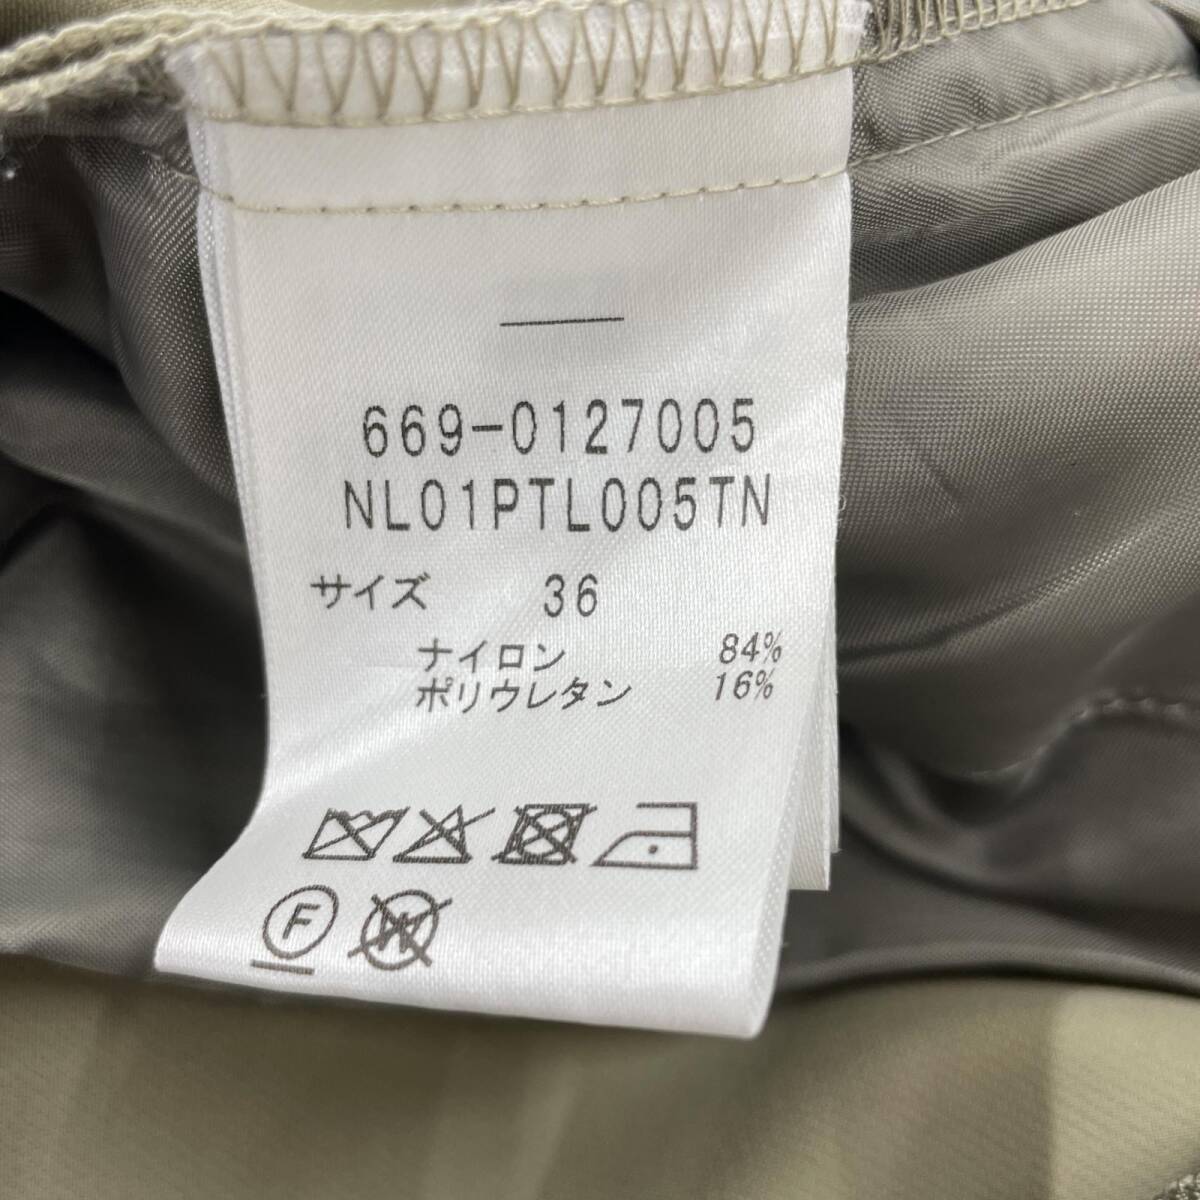 669-0127005
NL01PTL005TN
サイズ 36
ナイロン 84%
ポリウレタン 16%
F
W